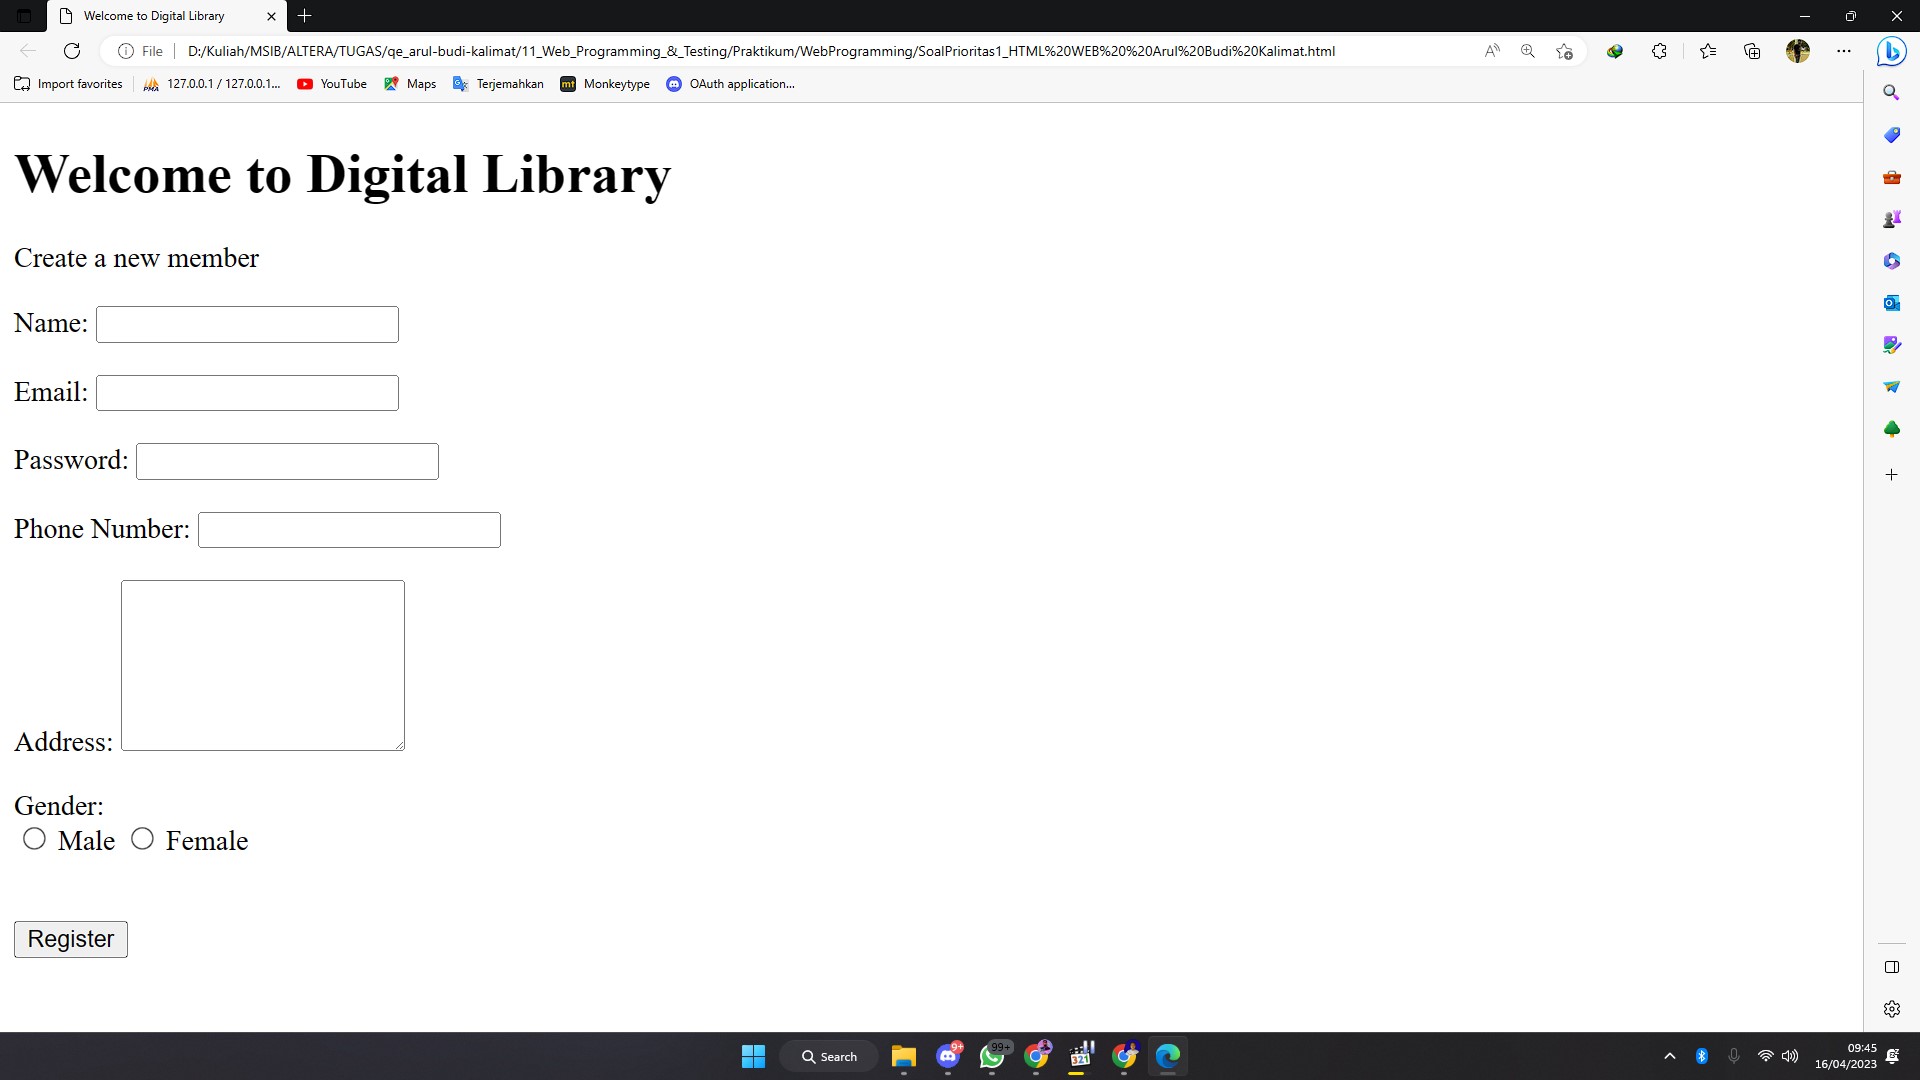 Welcome to Digital Library
File
D:/Kuliah/MSIB/ALTERA/TUGAS/qe_arul-budi-kalimat/11_Web_Programming_&_Testing/Praktikum/WebProgramming/SoalPrioritas1_HTML%20WEB%20%20Arul%20Budi%20Kalimat.html
Import favorites
127.0.0.1 / 127.0.0.1...
YouTube
Maps
Terjemahkan
mt Monkeytype
OAuth application...
Welcome to Digital Library
Create a new member
Name:
Email:
Password:
Phone Number:
Address:
Gender:
Male Female
Register
Search
9+
99+
321
09:45
16/04/2023